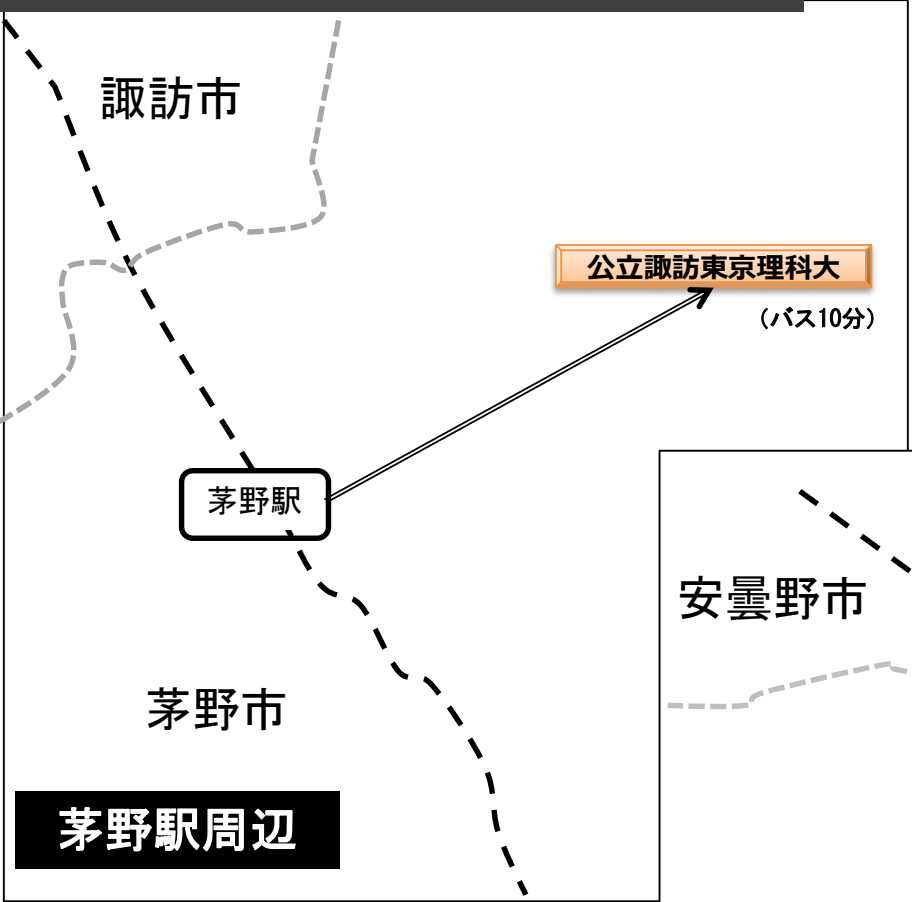 諏訪市
公立諏訪東京理科大
（バス10分）
茅野駅
安曇野市
茅野市
茅野駅周辺